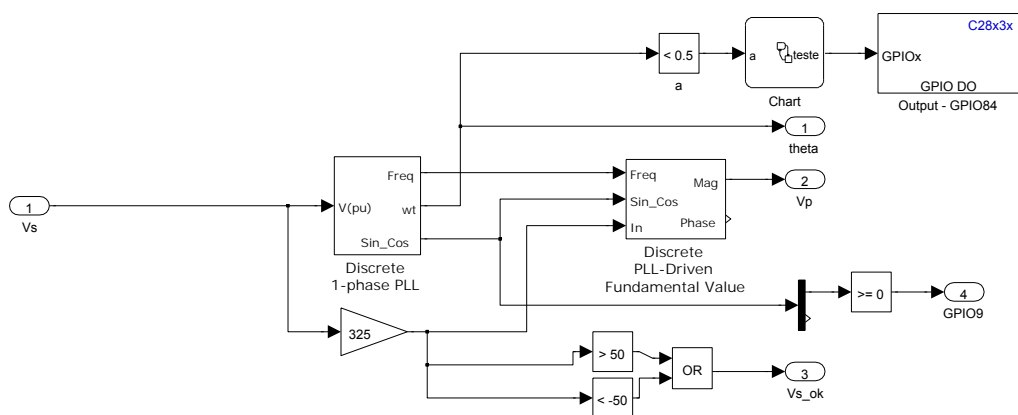 C28x3x
< 0.5
a
a
teste
Chart
GPIOx
GPIO DO
Output - GPIO84
1
theta
Freq
V(pu)
wt
Sin_Cos
Discrete
1-phase PLL
Freq
Mag
Sin_Cos
Phase
In
Discrete
PLL-Driven
Fundamental Value
2
Vp
1
Vs
>= 0
4
GPIO9
325
> 50
< -50
OR
3
Vs_ok